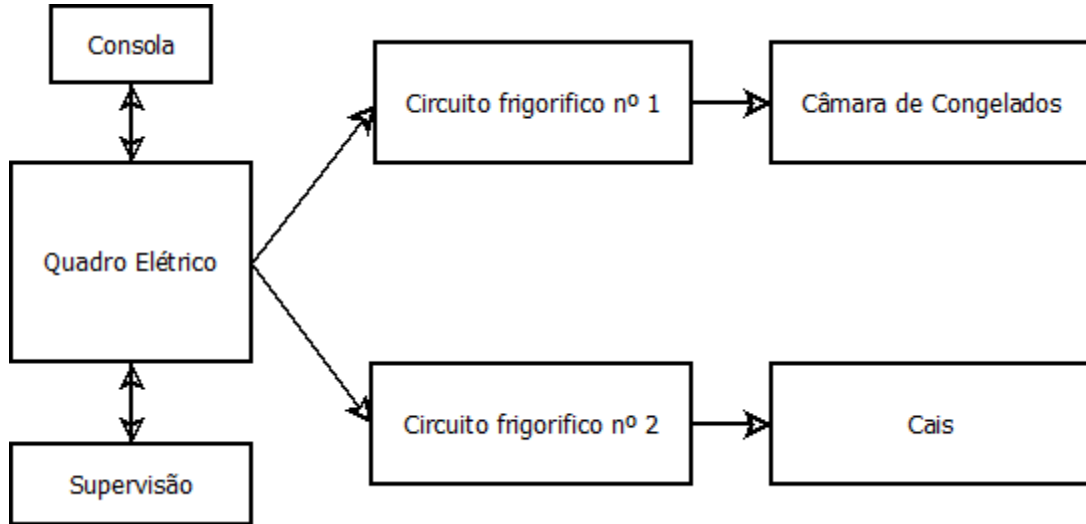 Consola
Circuito frigorifico nº 1
Câmara de Congelados
Quadro Elétrico
Circuito frigorifico nº 2
Cais
Supervisão